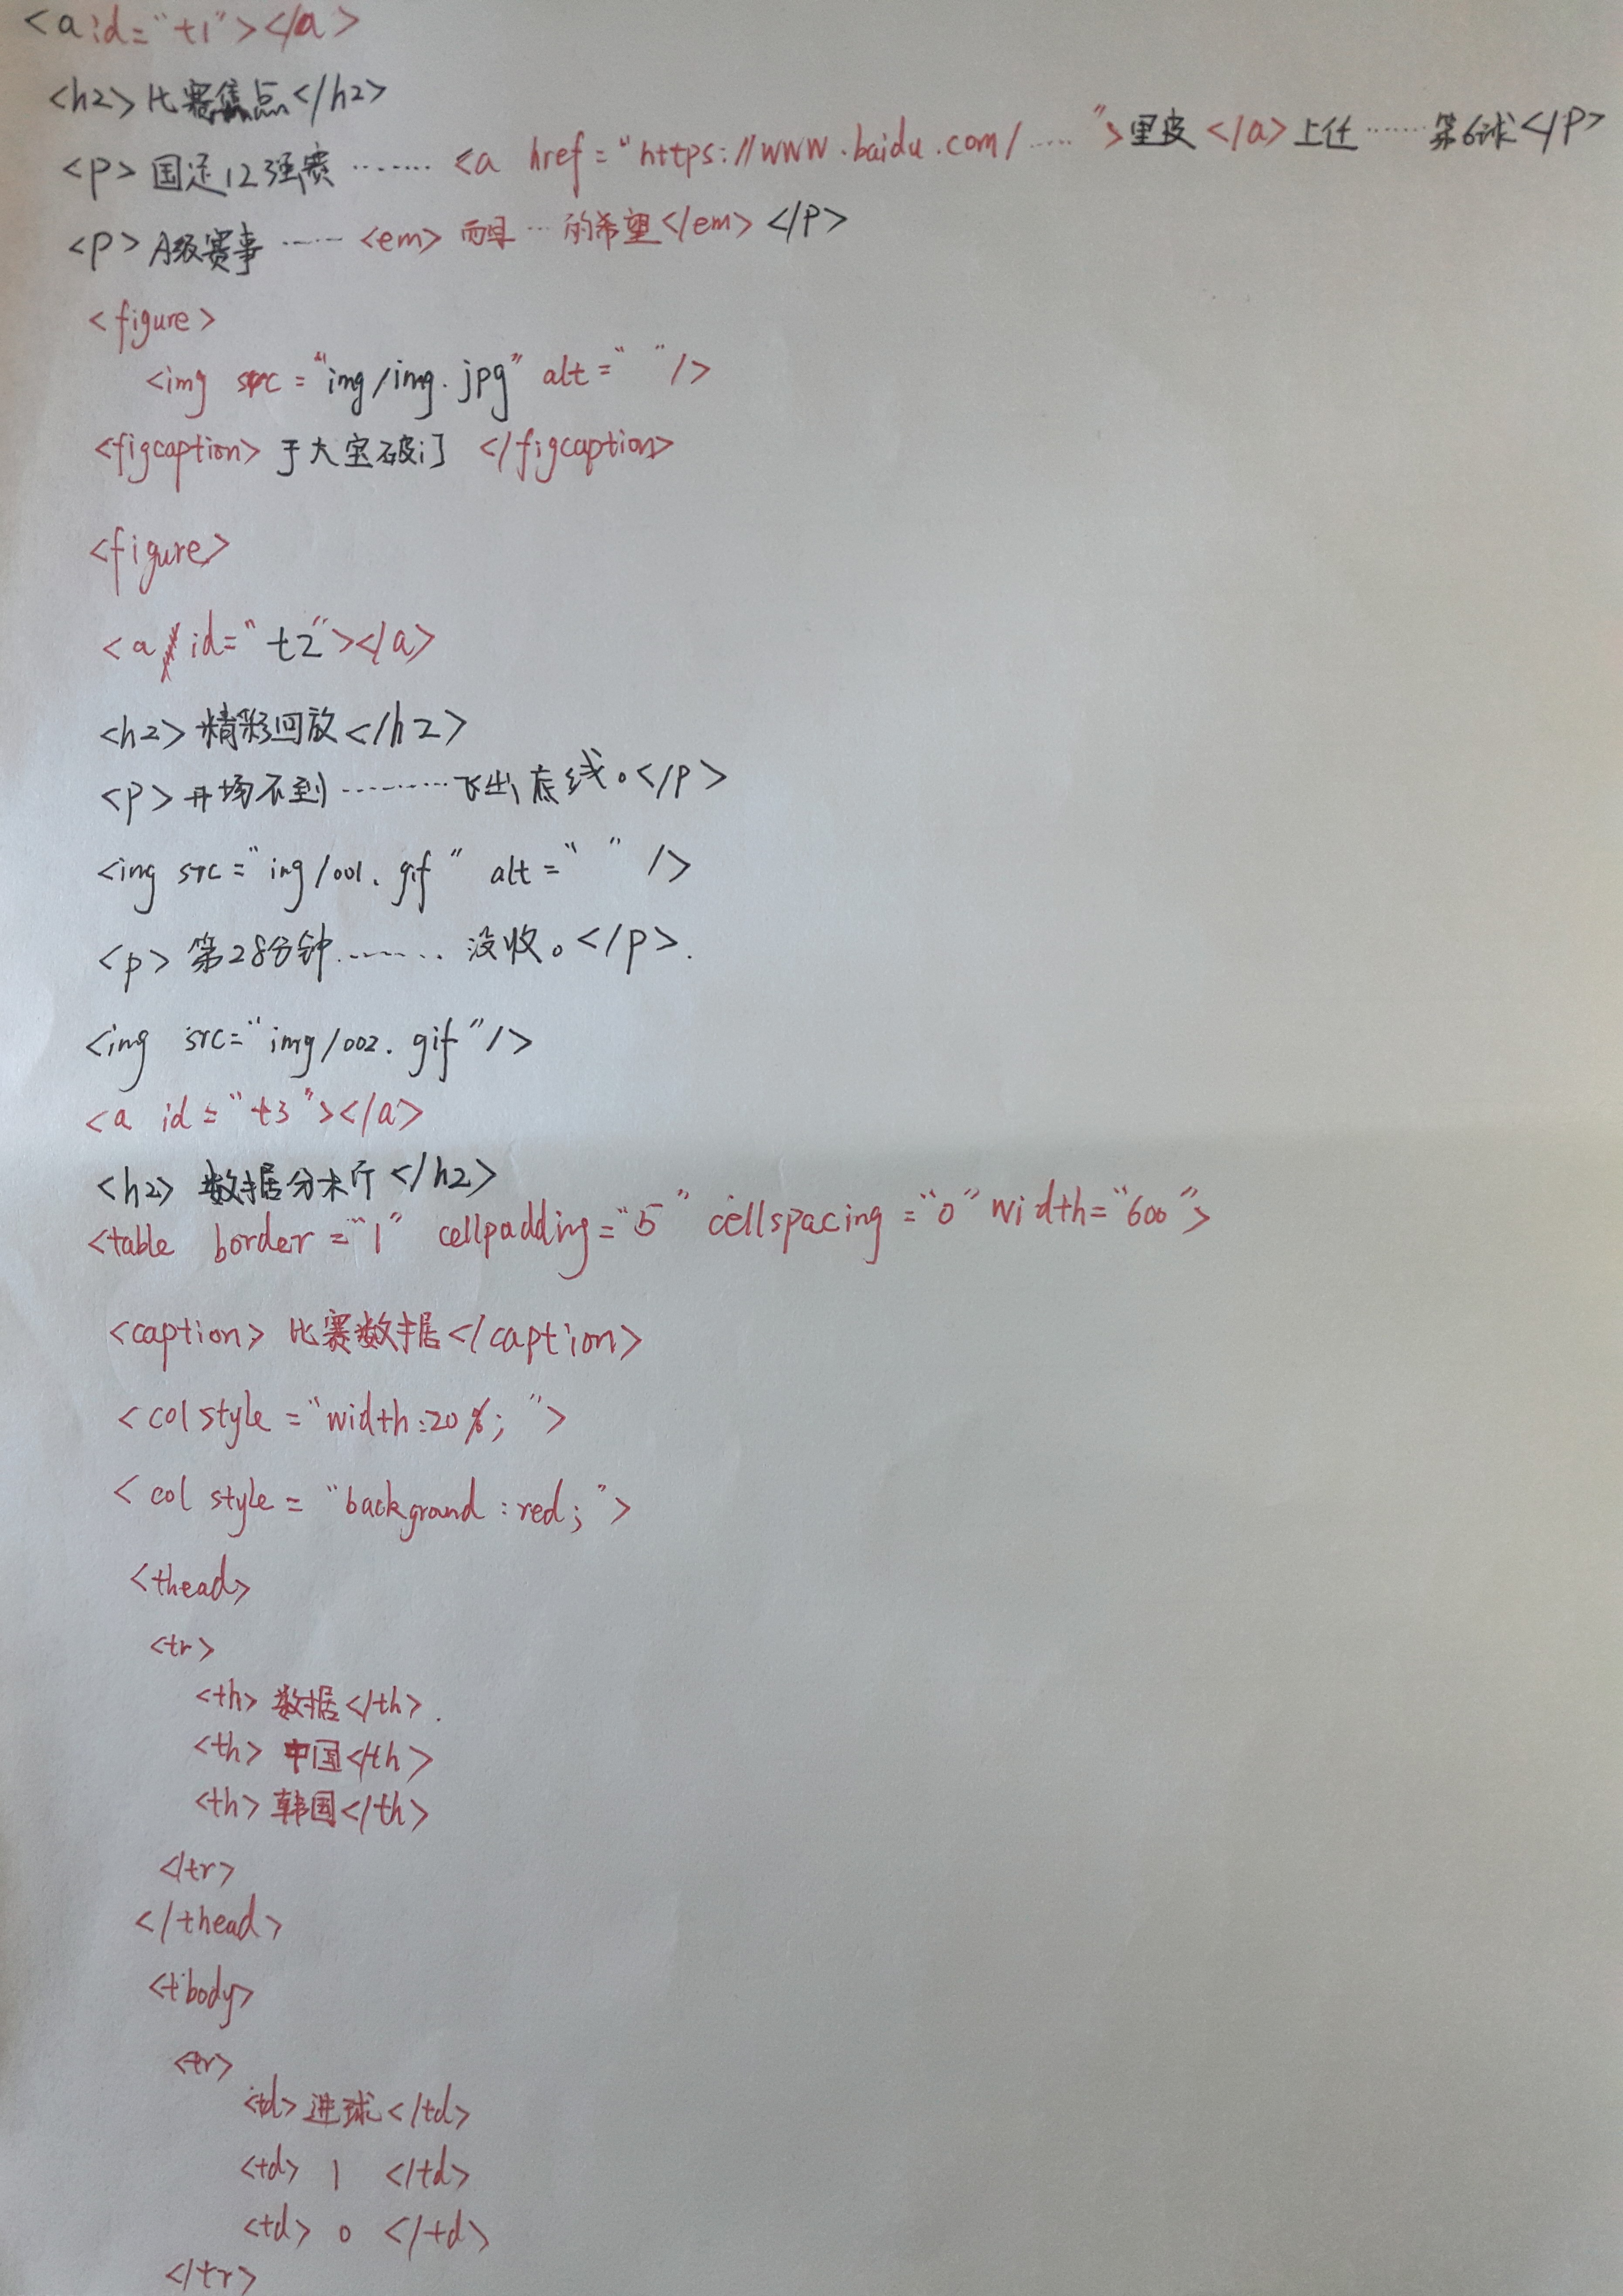 <a id="t1"></a>
<h2>比赛焦点</h2>
<p>国足12强赛……<a href="https://www.baidu.com/……">里皮</a>上任……第6球</p>
<p>A级赛事……<em>而且…的希望</em></p>
<figure>
<img src="img/img.jpg" alt=" "/>
<figcaption>于大宝破门</figcaption>
<figure>
<a id="t2"></a>
<h2>精彩回放</h2>
<p>开场不到………飞出底线。</p>
<img src="img/001.gif" alt=" "/>
<p>第28分钟………没收。</p>.
<img src="img/002.gif"/>
<a id="t3"></a>
<h2>数据分析</h2>
<table border="1" cellpadding="5" cellspacing="0" width="600">
<caption>比赛数据</caption>
<col style="width:20%;">
<col style="background:red;">
<thead>
<tr>
<th>数据</th>.
<th>中国</th>
<th>韩国</th>
</tr>
</thead>
<tbody>
<tr>
<td>进球</td>
<td>1</td>
<td>0</td>
</tr>